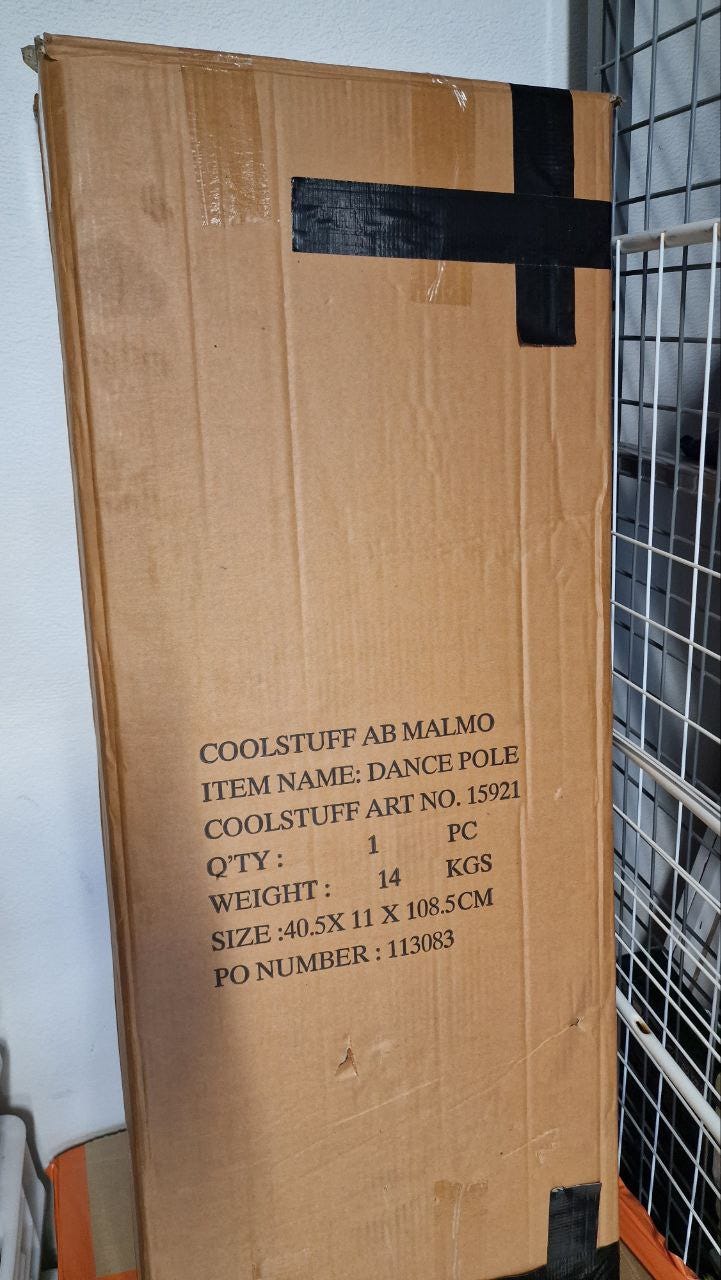 COOLSTUFF AB MALMO
ITEM NAME: DANCE POLE
COOLSTUFF ART NO. 15921
Q'TY : 1 PC
WEIGHT : 14 KGS
SIZE :40.5X 11 X 108.5CM
PO NUMBER : 113083